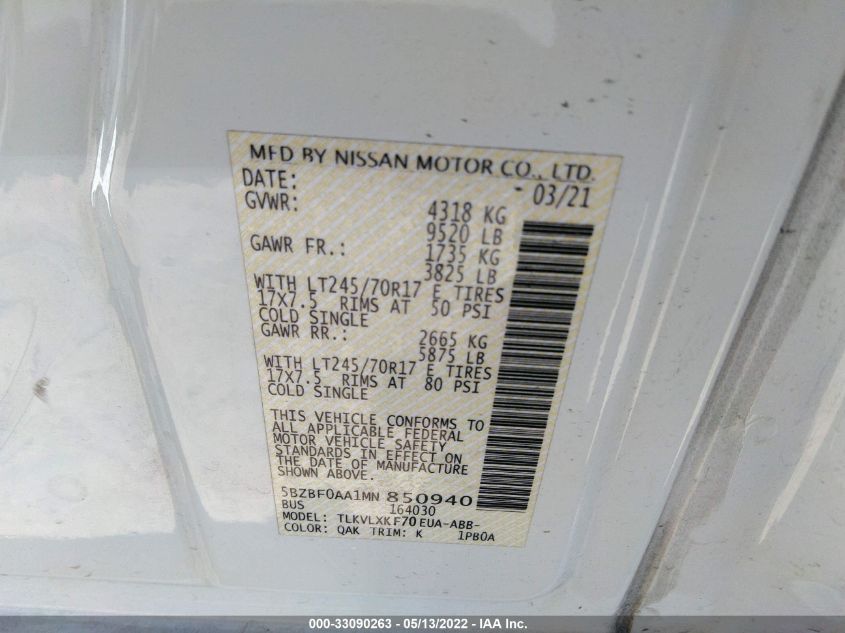 MFD BY NISSAN MOTOR CO., LTD.
DATE: - 03/21
GVWR: 4318 KG
9520 LB
GAWR FR.: 1735 KG
3825 LB
WITH LT245/70R17 E TIRES
17X7.5 RIMS AT 50 PSI
COLD SINGLE
GAWR RR.: 2665 KG
5875 LB
WITH LT245/70R17 E TIRES
17X7.5 RIMS AT 80 PSI
COLD SINGLE
THIS VEHICLE CONFORMS TO
ALL APPLICABLE FEDERAL
MOTOR VEHICLE SAFETY
STANDARDS IN EFFECT ON
THE DATE OF MANUFACTURE
SHOWN ABOVE.
5BZBF0AA1MN 850940
BUS 164030
MODEL: TLKVLXKF70EUA-ABB-
COLOR: QAK TRIM: K 1PB0A
000-33090263 - 05/13/2022 - IAA Inc.